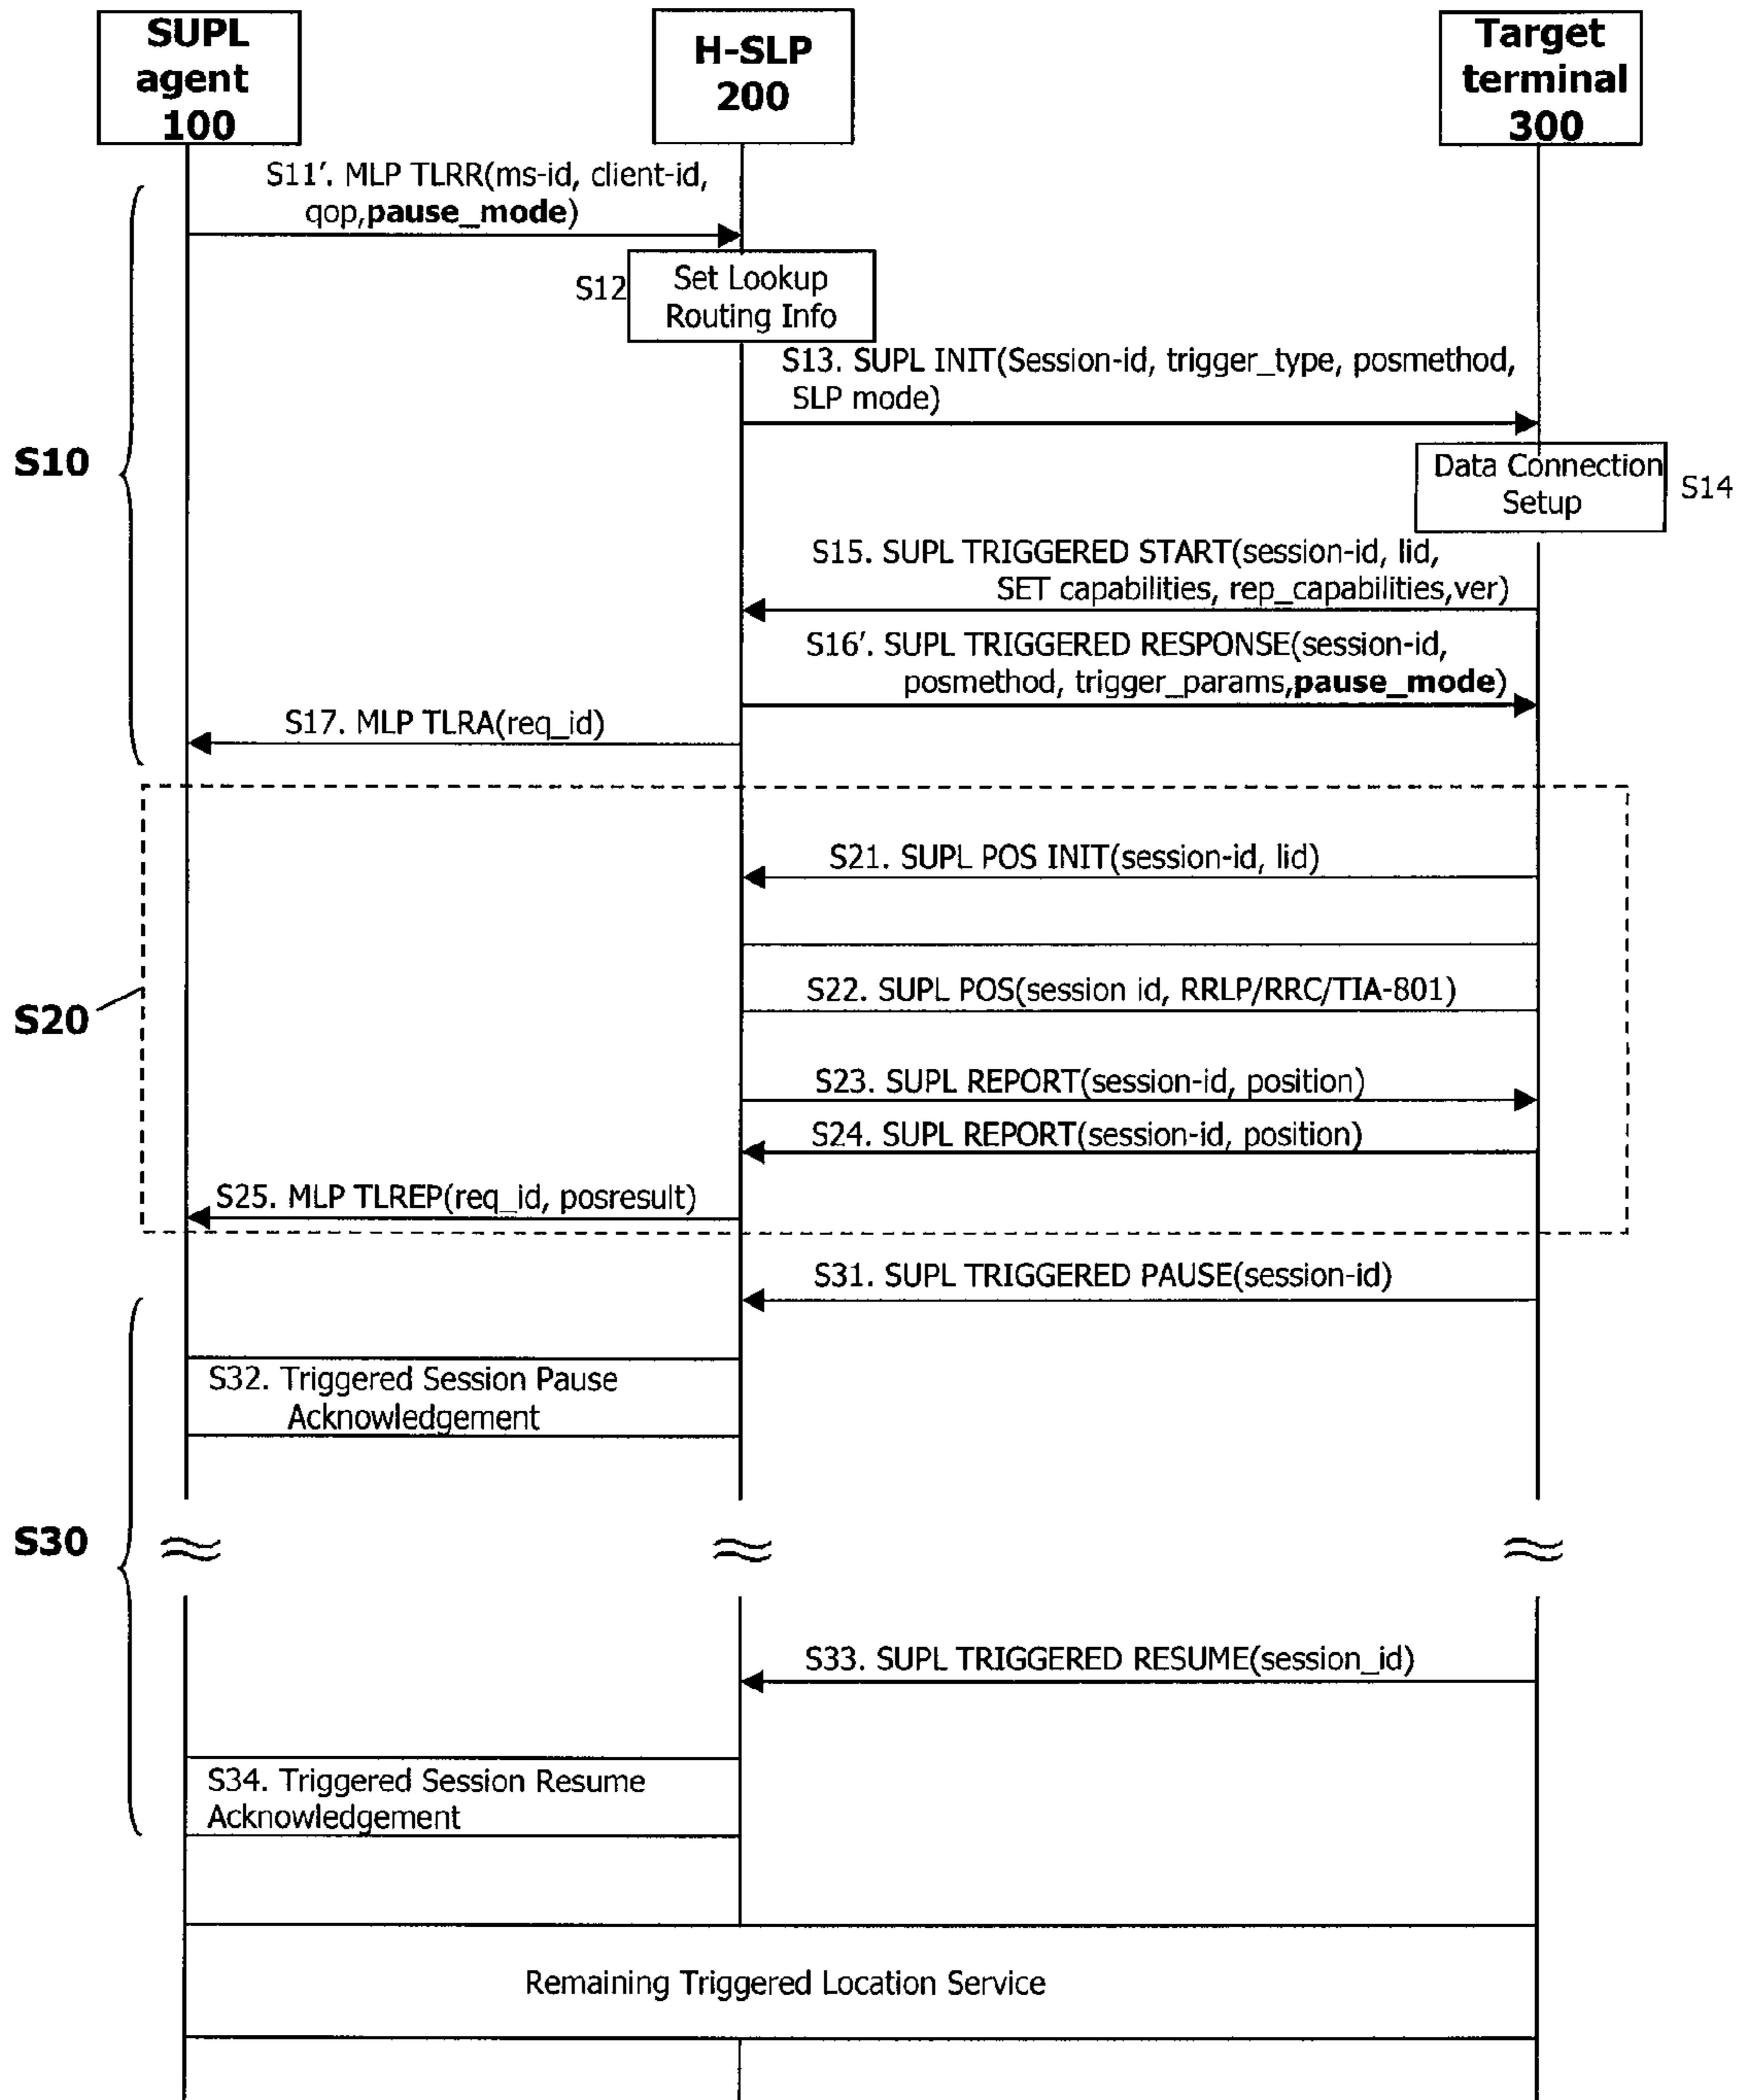 SUPL
agent
100
H-SLP
200
Target
terminal
300
S11′. MLP TLRR(ms-id, client-id,
qop,pause_mode)
S12
Set Lookup
Routing Info
S13. SUPL INIT(Session-id, trigger_type, posmethod,
SLP mode)
S10
Data Connection
Setup
S14
S15. SUPL TRIGGERED START(session-id, lid,
SET capabilities, rep_capabilities,ver)
S16′. SUPL TRIGGERED RESPONSE(session-id,
posmethod, trigger_params,pause_mode)
S17. MLP TLRA(req_id)
S21. SUPL POS INIT(session-id, lid)
S22. SUPL POS(session id, RRLP/RRC/TIA-801)
S20
S23. SUPL REPORT(session-id, position)
S24. SUPL REPORT(session-id, position)
S25. MLP TLREP(req_id, posresult)
S31. SUPL TRIGGERED PAUSE(session-id)
S32. Triggered Session Pause
Acknowledgement
S30
S33. SUPL TRIGGERED RESUME(session_id)
S34. Triggered Session Resume
Acknowledgement
Remaining Triggered Location Service